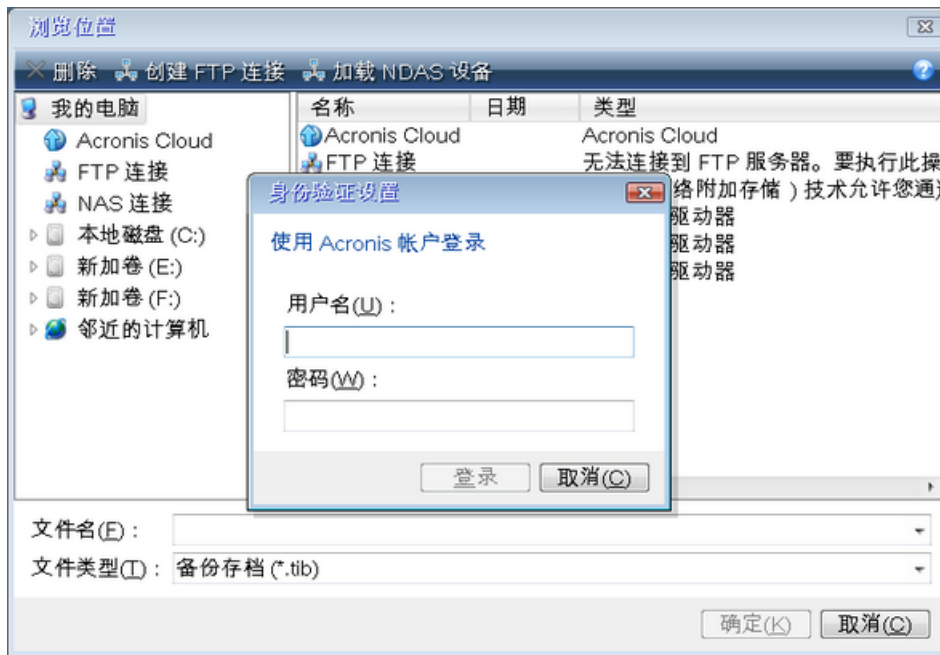 浏览位置
删除 创建 FTP 连接 加载 NDAS 设备
我的电脑
Acronis Cloud
FTP 连接
NAS 连接
本地磁盘 (C:)
新加卷 (E:)
新加卷 (F:)
邻近的计算机
名称 日期 类型
Acronis Cloud Acronis Cloud
FTP 连接 无法连接到 FTP 服务器。要执行此操
络附加存储）技术允许您通
驱动器
驱动器
驱动器
身份验证设置
使用 Acronis 帐户登录
用户名(U)：
密码(W)：
登录 取消(C)
文件名(F)：
文件类型(T)： 备份存档 (*.tib)
确定(K) 取消(C)